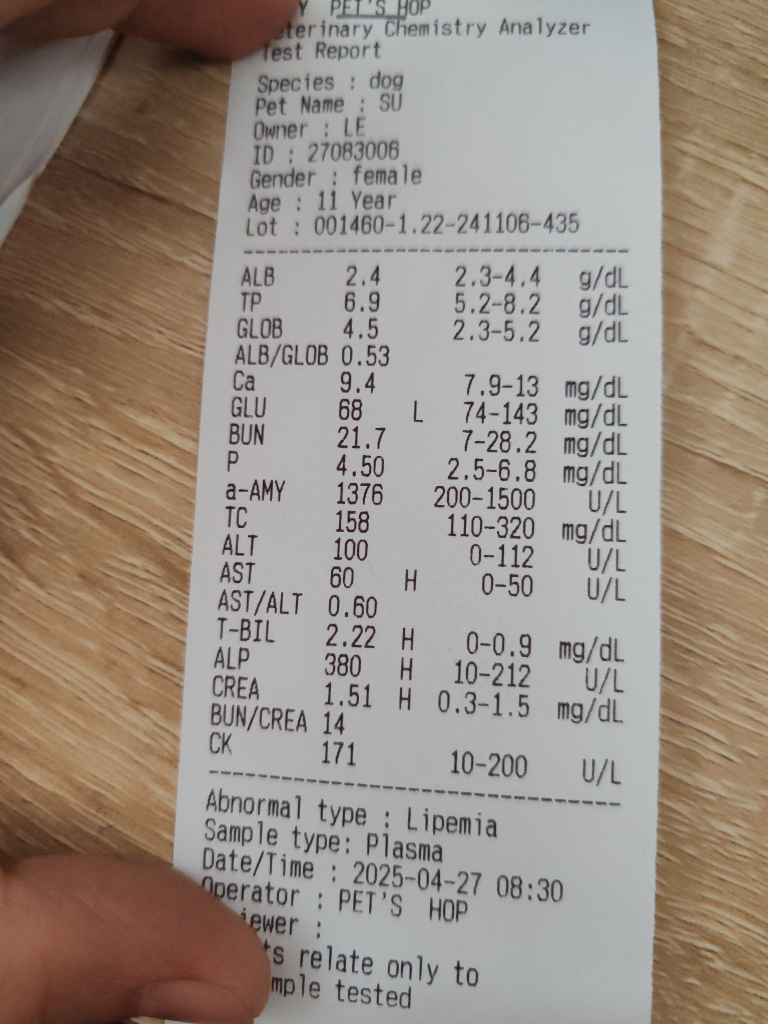 Y PET'S HOP
terinary Chemistry Analyzer
Test Report
Species : dog
Pet Name : SU
Owner : LE
ID : 27083006
Gender : female
Age : 11 Year
Lot : 001460-1.22-241106-435
ALB 2.4 2.3-4.4 g/dL
TP 6.9 5.2-8.2 g/dL
GLOB 4.5 2.3-5.2 g/dL
ALB/GLOB 0.53
Ca 9.4 7.9-13 mg/dL
GLU 68 L 74-143 mg/dL
BUN 21.7 7-28.2 mg/dL
P 4.50 2.5-6.8 mg/dL
a-AMY 1376 200-1500 U/L
TC 158 110-320 mg/dL
ALT 100 0-112 U/L
AST 60 H 0-50 U/L
AST/ALT 0.60
T-BIL 2.22 H 0-0.9 mg/dL
ALP 380 H 10-212 U/L
CREA 1.51 H 0.3-1.5 mg/dL
BUN/CREA 14
CK 171 10-200 U/L
Abnormal type : Lipemia
Sample type: Plasma
Date/Time : 2025-04-27 08:30
Operator : PET'S HOP
iewer :
ts relate only to
mple tested